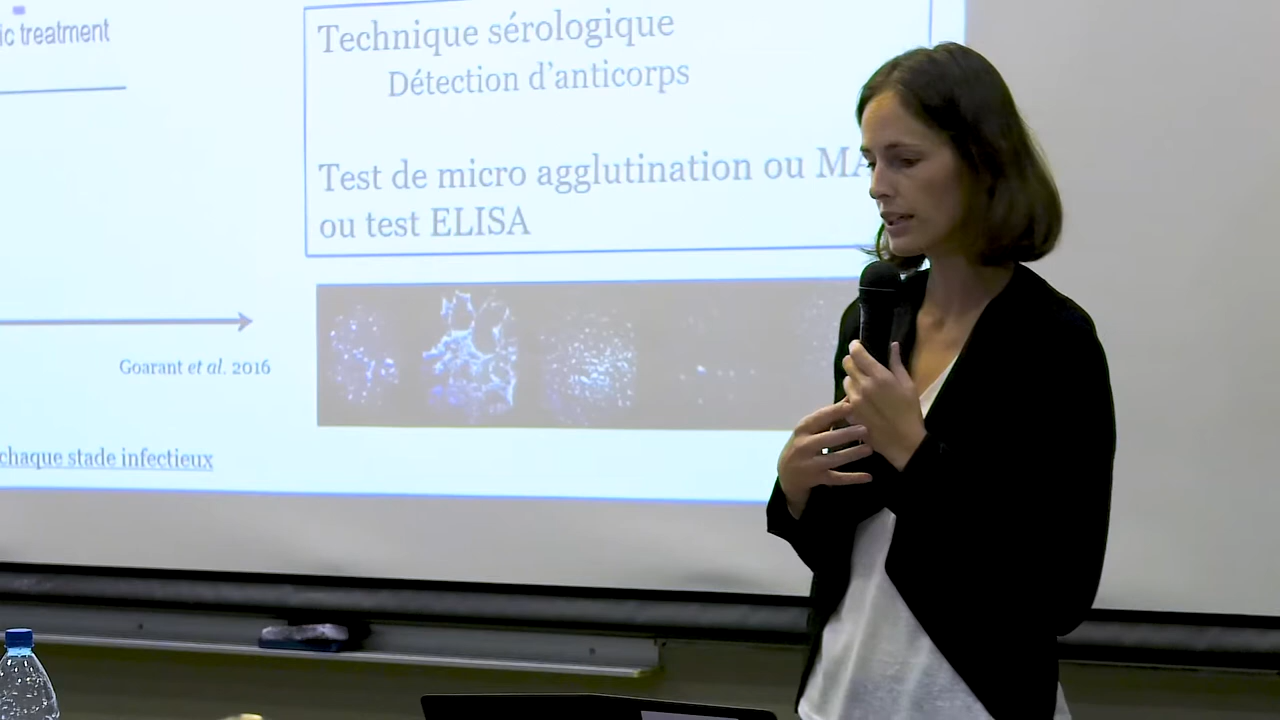 ic treatment
Technique sérologique
Détection d'anticorps
Test de micro agglutination ou MA
ou test ELISA
Goarant et al. 2016
chaque stade infectieux